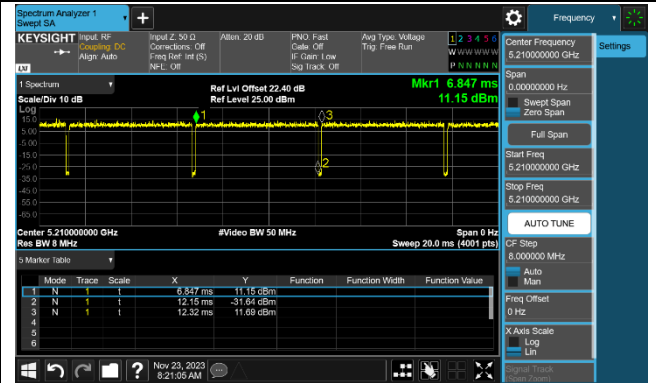 Spectrum Analyzer 1
Swept SA
Frequency
KEYSIGHT
Input: RF
Coupling: DC
Align: Auto
Input Z: 50 Ω
Corrections: Off
Freq Ref: Int (S)
NFE: Off
Atten: 20 dB
PNO: Fast
Gate: Off
IF Gain: Low
Sig Track: Off
Avg Type: Voltage
Trig: Free Run
1 2 3 4 5 6
W W W W W W
P N N N N N
LXI
Center Frequency
5.210000000 GHz
Settings
1 Spectrum
Scale/Div 10 dB
Ref Lvl Offset 22.40 dB
Ref Level 25.00 dBm
Mkr1 6.847 ms
11.15 dBm
Span
0.00000000 Hz
Swept Span
Zero Span
Full Span
Start Freq
5.210000000 GHz
Stop Freq
5.210000000 GHz
AUTO TUNE
CF Step
8.000000 MHz
Auto
Man
Freq Offset
0 Hz
X Axis Scale
Log
Lin
Signal Track
(Span Zoom)
Log
15.0
5.00
-5.00
-15.0
-25.0
-35.0
-45.0
-55.0
-65.0
1
3
2
Center 5.210000000 GHz
Res BW 8 MHz
#Video BW 50 MHz
Span 0 Hz
Sweep 20.0 ms (4001 pts)
5 Marker Table
Mode Trace Scale X Y Function Function Width Function Value
1 N 1 t 6.847 ms 11.15 dBm
2 N 1 t 12.15 ms -31.64 dBm
3 N 1 t 12.32 ms 11.69 dBm
4
5
6
Nov 23, 2023
8:21:05 AM